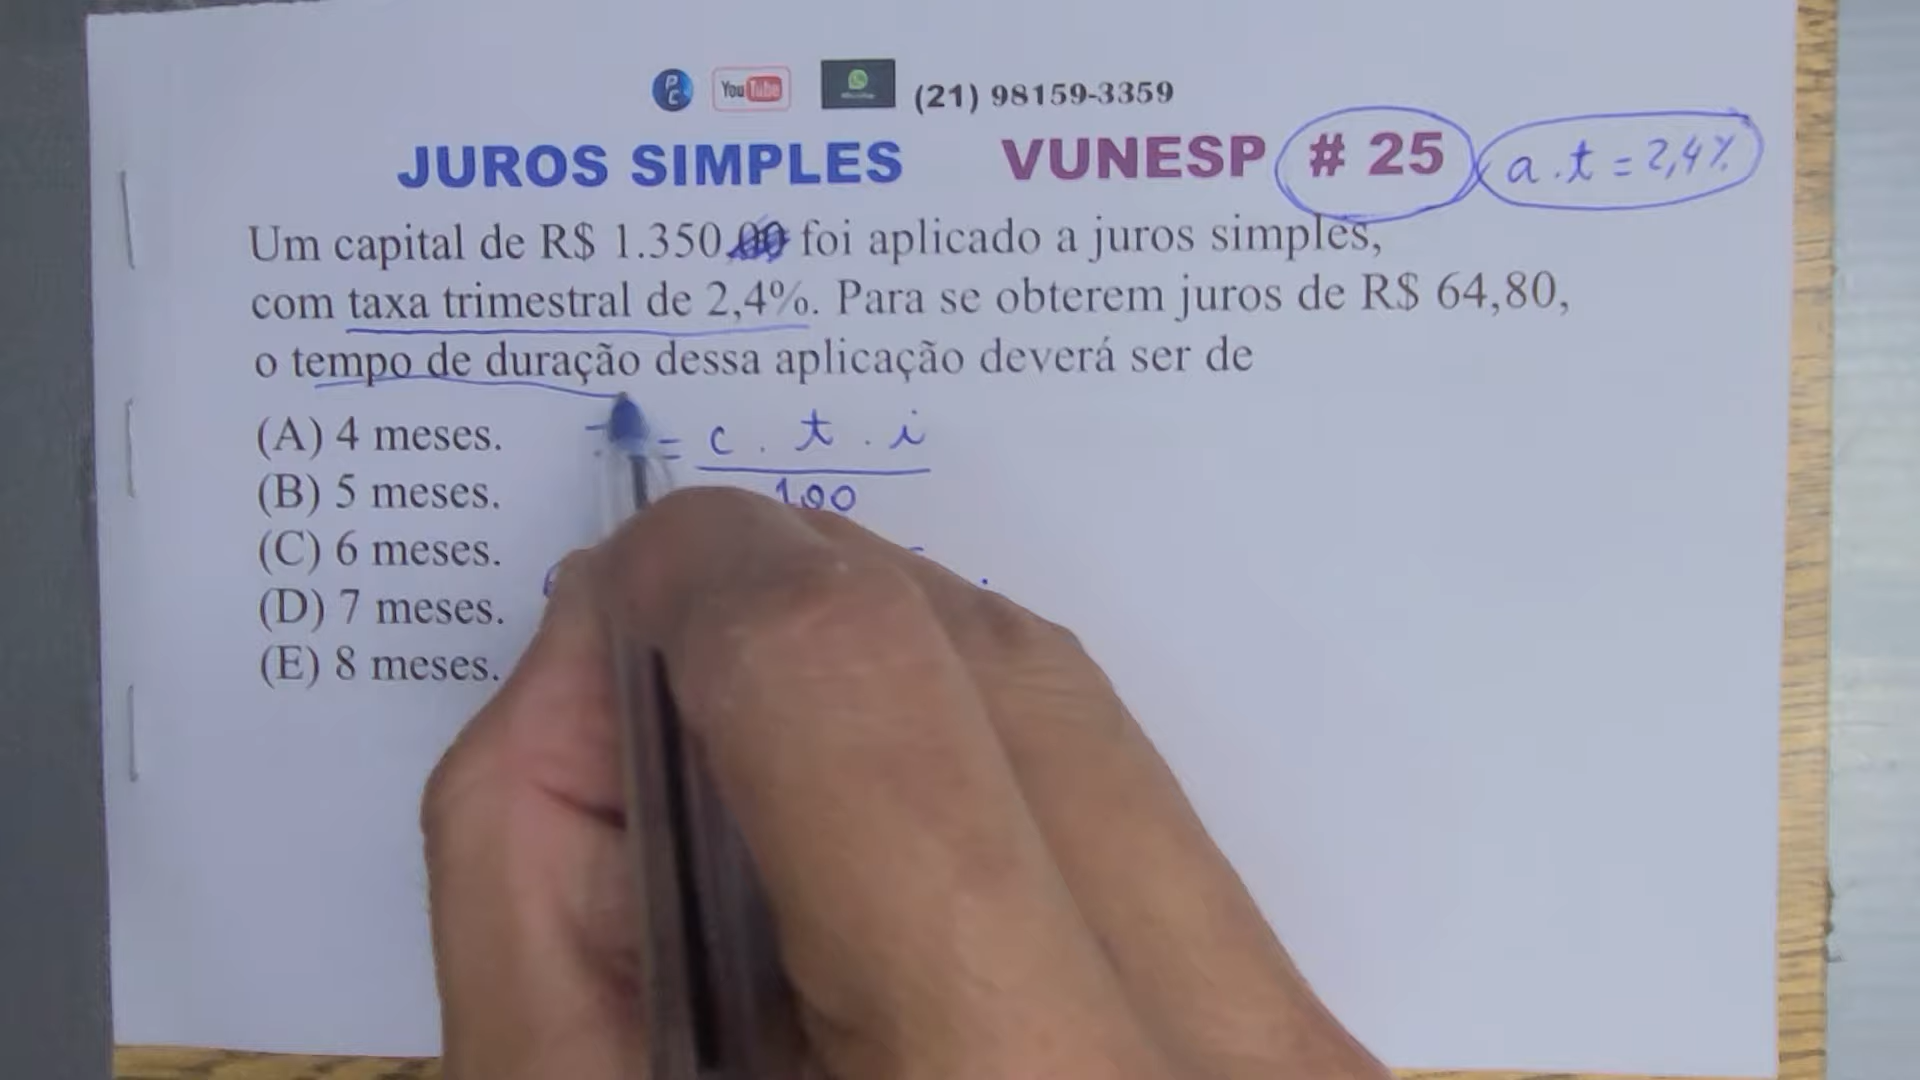 PC YouTube (21) 98159-3359
JUROS SIMPLES VUNESP # 25 a.t = 2,4%
Um capital de R$ 1.350,00 foi aplicado a juros simples,
com taxa trimestral de 2,4%. Para se obterem juros de R$ 64,80,
o tempo de duração dessa aplicação deverá ser de
(A) 4 meses.
= c . t . i
100
(B) 5 meses.
(C) 6 meses.
(D) 7 meses.
(E) 8 meses.